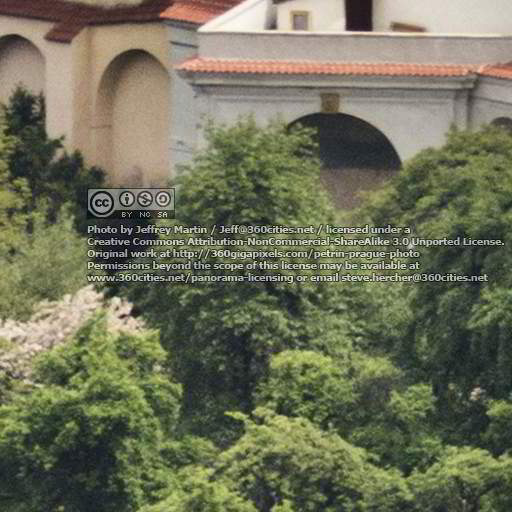 cc BY NC SA
Photo by Jeffrey Martin / Jeff@360cities.net / licensed under a
Creative Commons Attribution-NonCommercial-ShareAlike 3.0 Unported License.
Original work at http://360gigapixels.com/petrin-prague-photo
Permissions beyond the scope of this license may be available at
www.360cities.net/panorama-licensing or email steve.hercher@360cities.net